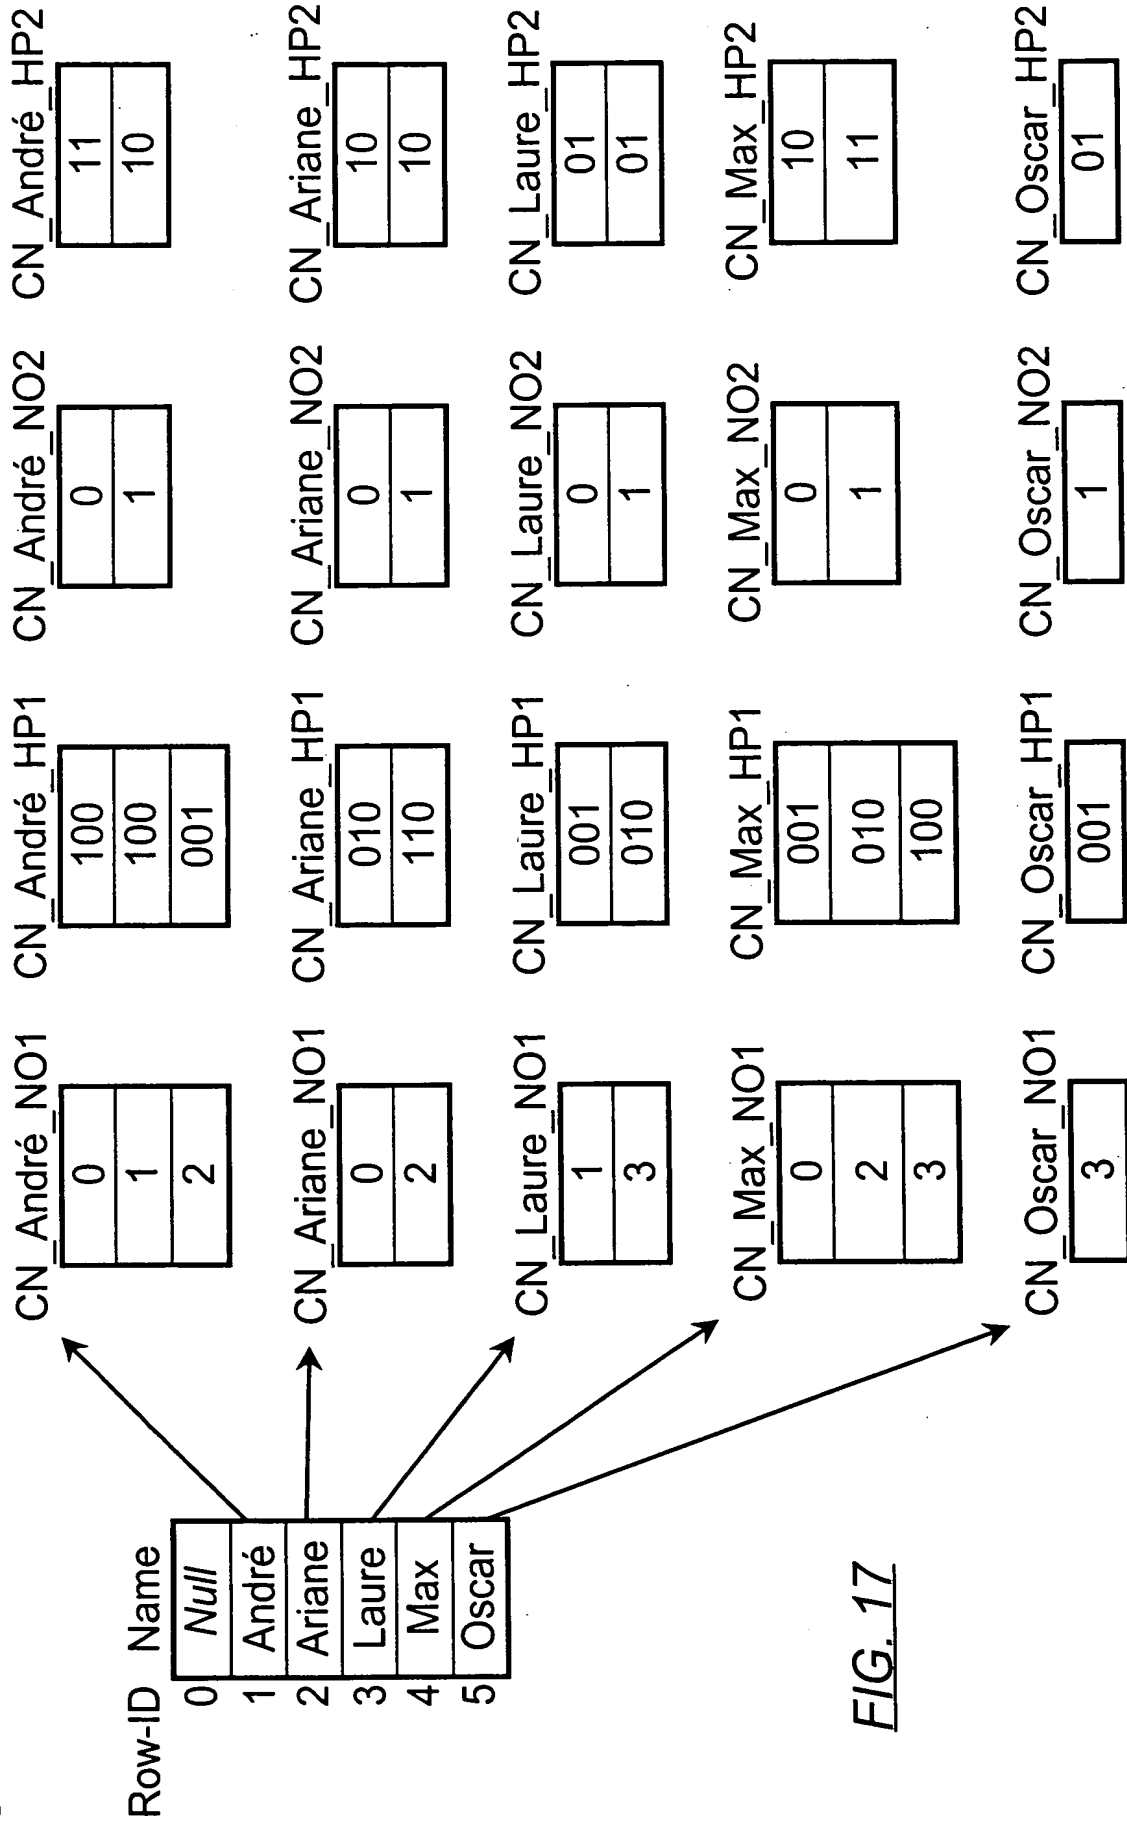 Row-ID Name
0 Null
1 André
2 Ariane
3 Laure
4 Max
5 Oscar
CN_André_NO1
0
1
2
CN_André_HP1
100
100
001
CN_André_NO2
0
1
CN_André_HP2
11
10
CN_Ariane_NO1
0
2
CN_Ariane_HP1
010
110
CN_Ariane_NO2
0
1
CN_Ariane_HP2
10
10
CN_Laure_NO1
1
3
CN_Laure_HP1
001
010
CN_Laure_NO2
0
1
CN_Laure_HP2
01
01
CN_Max_NO1
0
2
3
CN_Max_HP1
001
010
100
CN_Max_NO2
0
1
CN_Max_HP2
10
11
CN_Oscar_NO1
3
CN_Oscar_HP1
001
CN_Oscar_NO2
1
CN_Oscar_HP2
01
FIG. 17